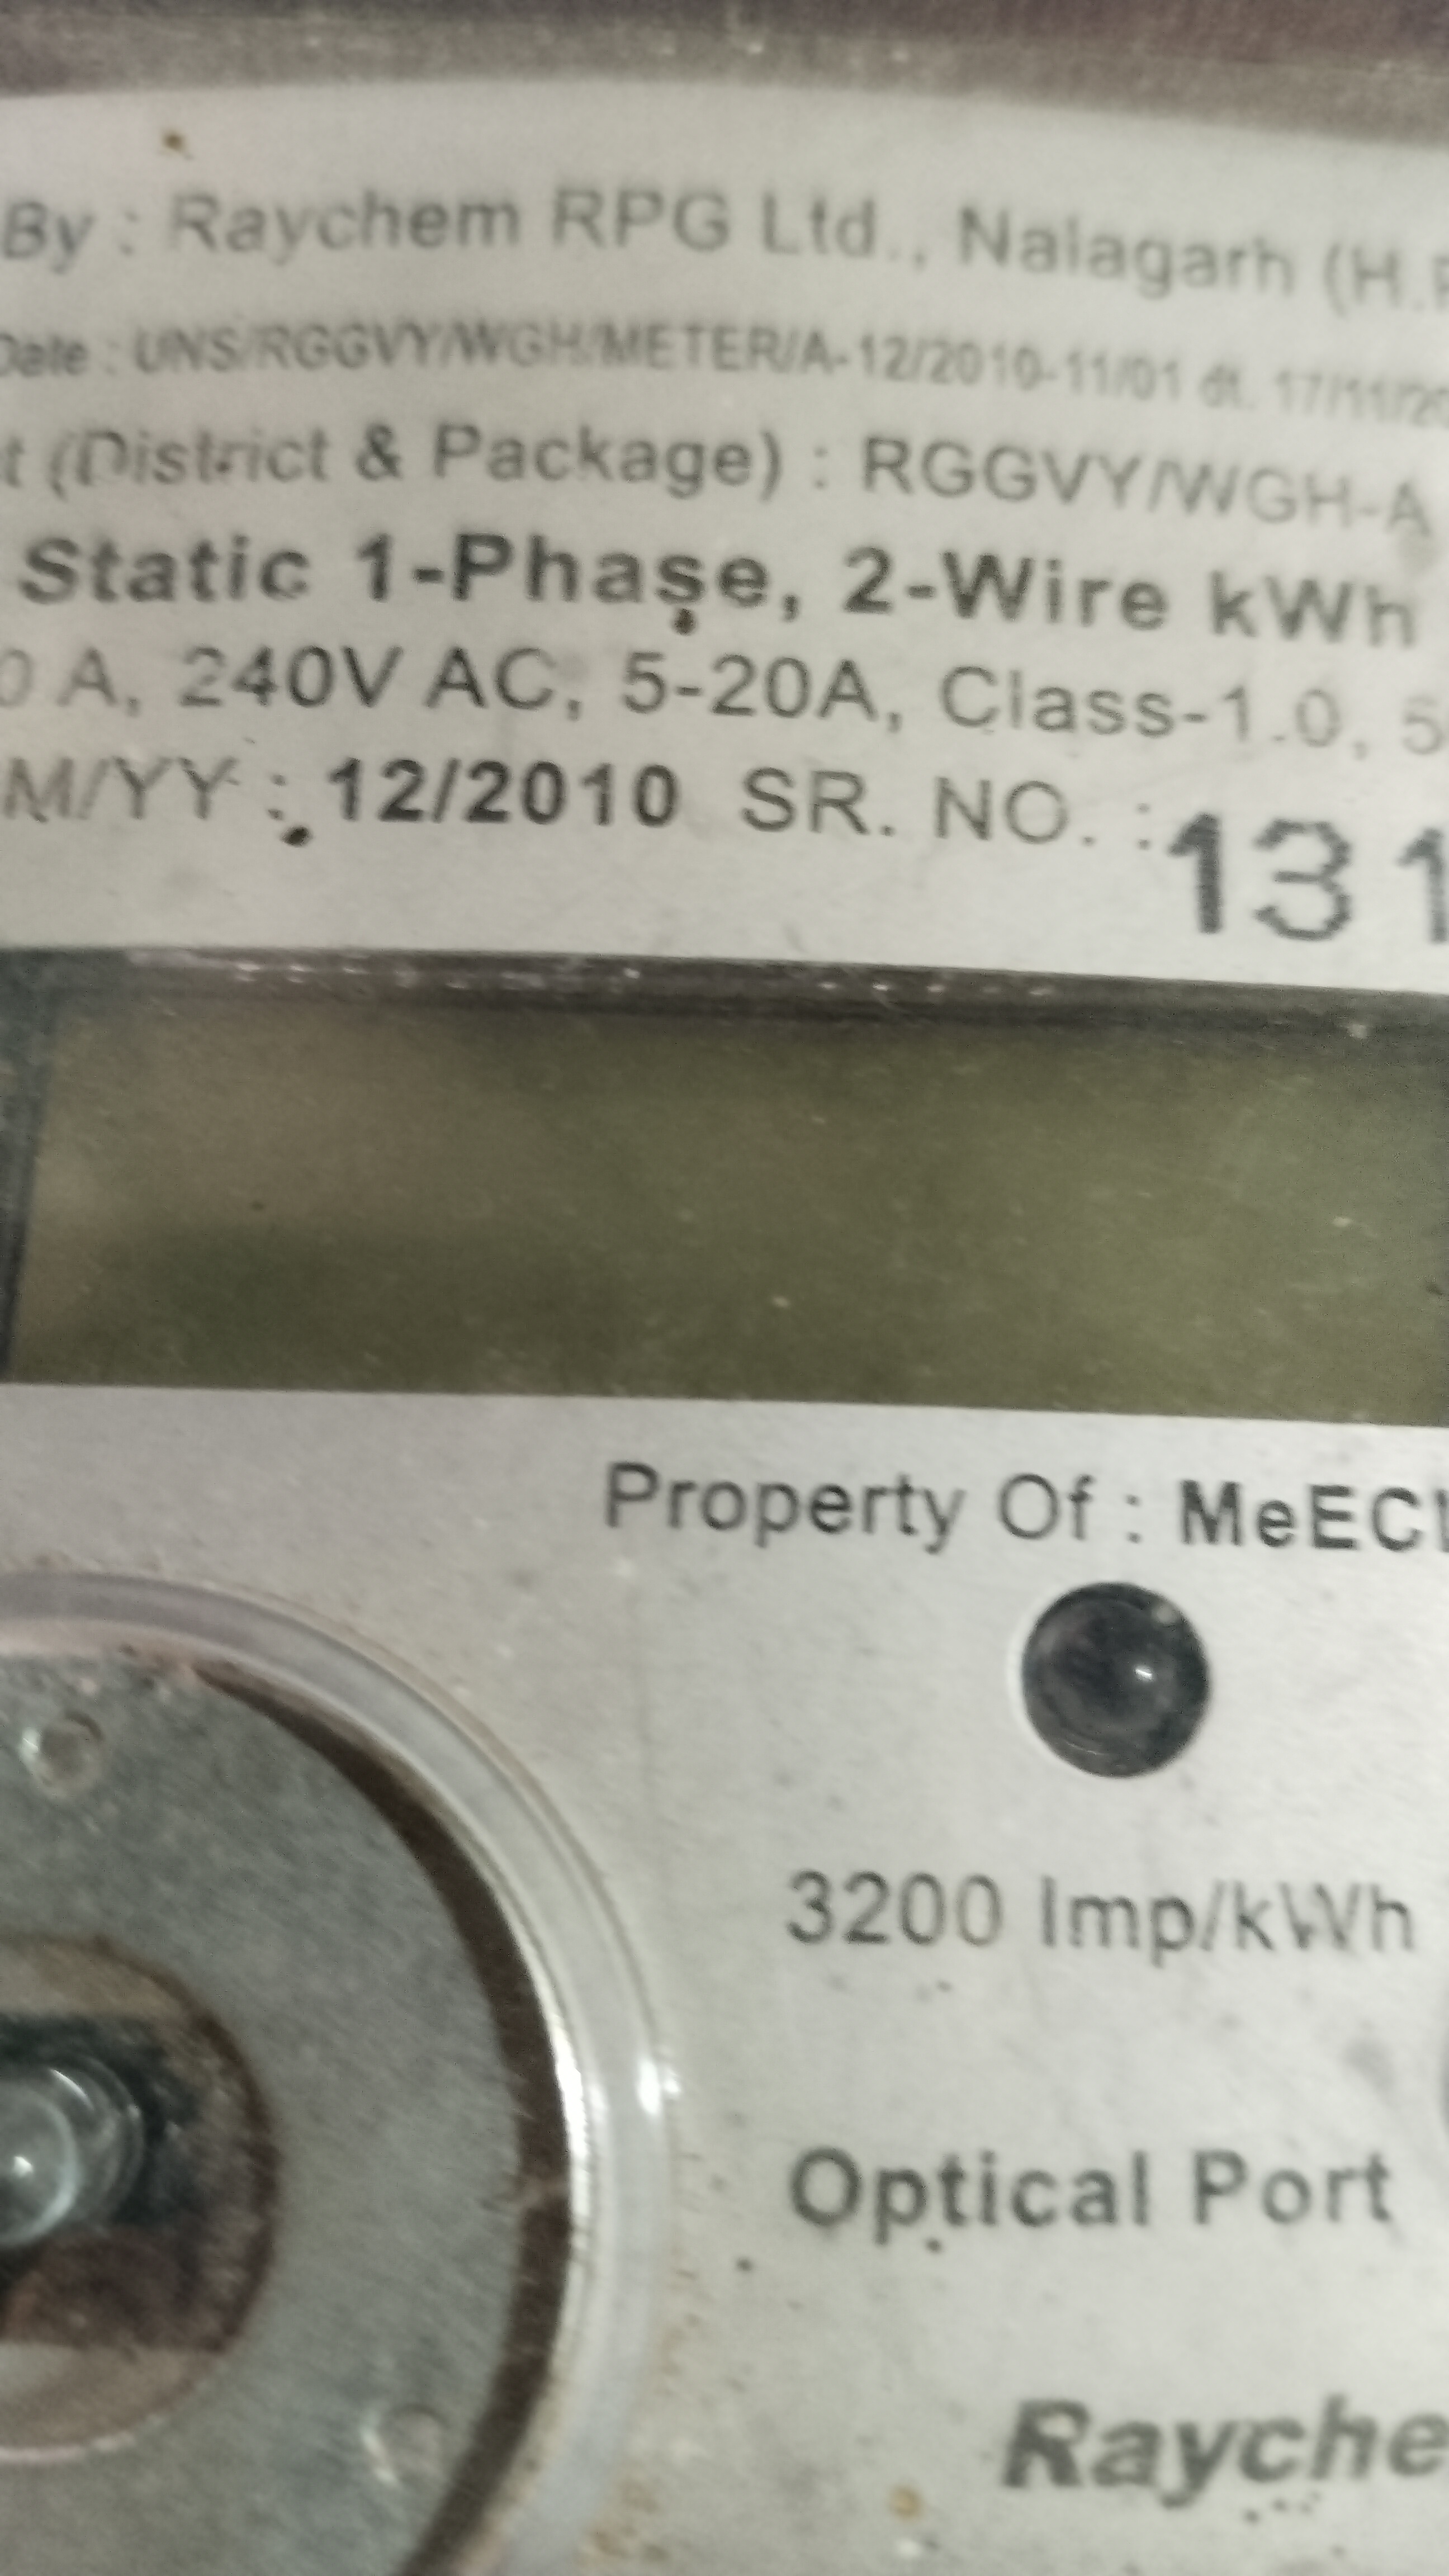 By : Raychem RPG Ltd., Nalagarh (H.P
Date : UNS/RGGVY/WGH/METER/A-12/2010-11/01 dt. 17/11/20
t (District & Package) : RGGVY/WGH-A
Static 1-Phase, 2-Wire kWh
0 A, 240V AC, 5-20A, Class-1.0, 5
M/YY : 12/2010 SR. NO. : 131
Property Of : MeECL
3200 Imp/kWh
Optical Port
Rayche